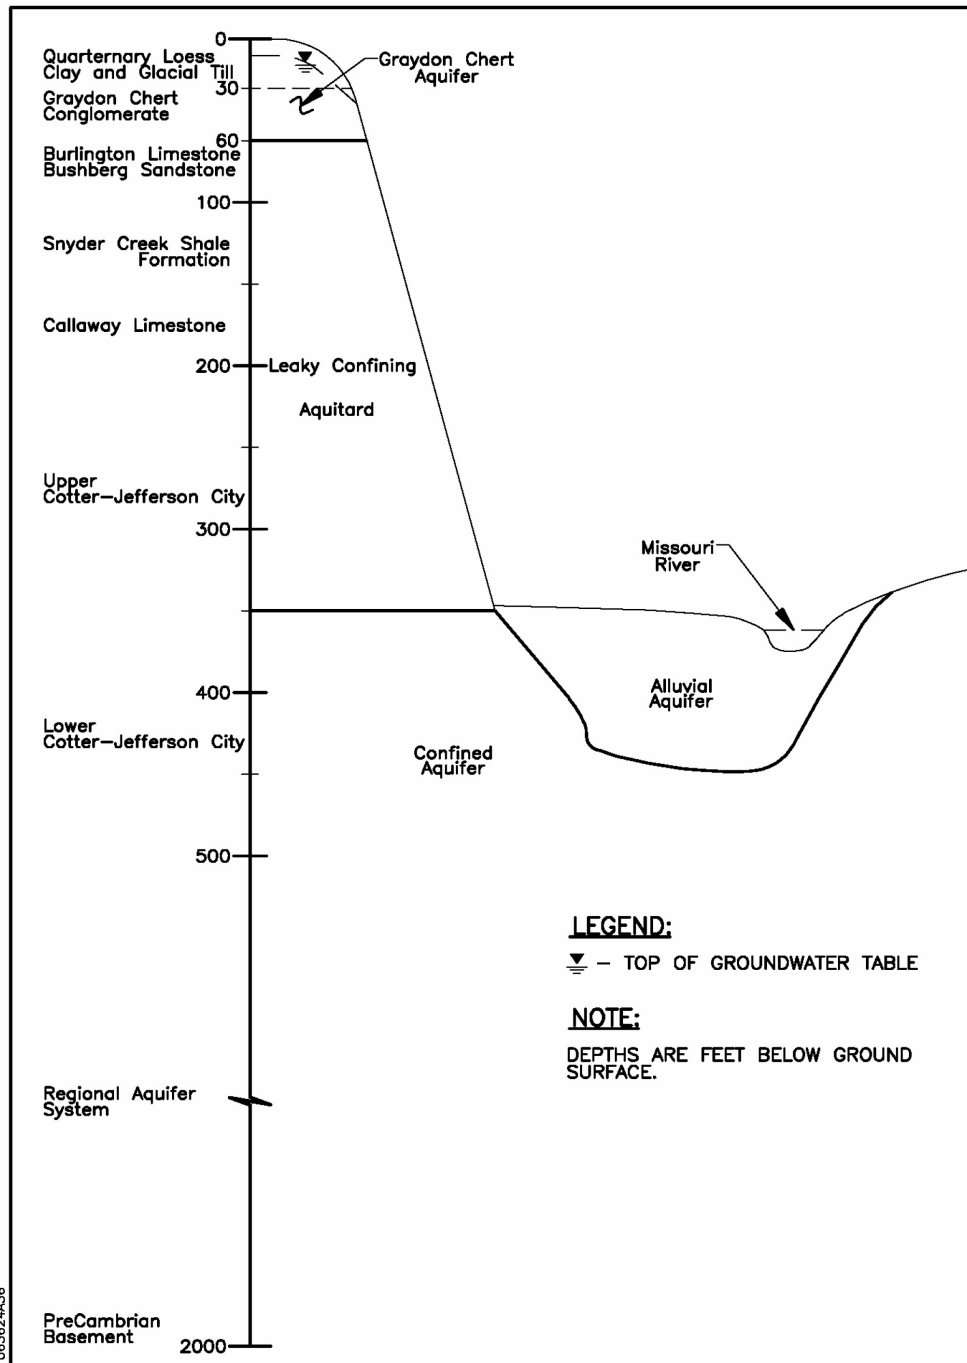 0
Quarternary Loess
Clay and Glacial Till
30
Graydon Chert
Aquifer
Graydon Chert
Conglomerate
60
Burlington Limestone
Bushberg Sandstone
100
Snyder Creek Shale
Formation
Callaway Limestone
200
Leaky Confining
Aquitard
Upper
Cotter-Jefferson City
300
Missouri
River
400
Alluvial
Aquifer
Lower
Cotter-Jefferson City
Confined
Aquifer
500
LEGEND:
– TOP OF GROUNDWATER TABLE
NOTE:
DEPTHS ARE FEET BELOW GROUND
SURFACE.
Regional Aquifer
System
PreCambrian
Basement
2000